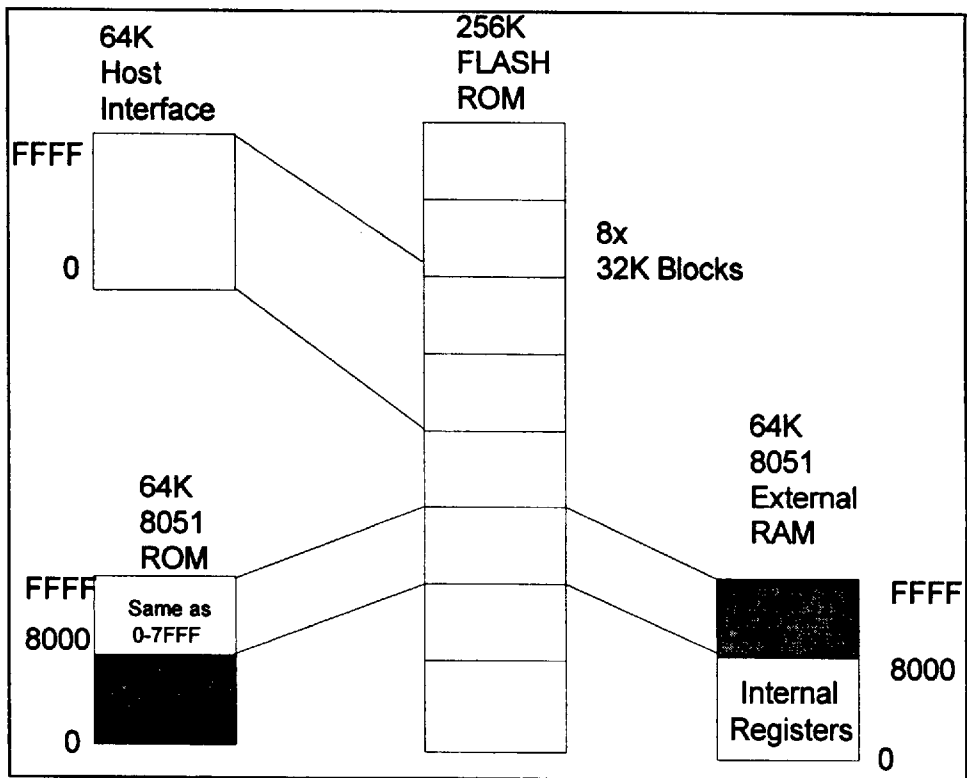 64K
Host
Interface
FFFF
0
256K
FLASH
ROM
8x
32K Blocks
64K
8051
ROM
FFFF
8000
0
Same as
0-7FFF
64K
8051
External
RAM
FFFF
8000
0
Internal
Registers